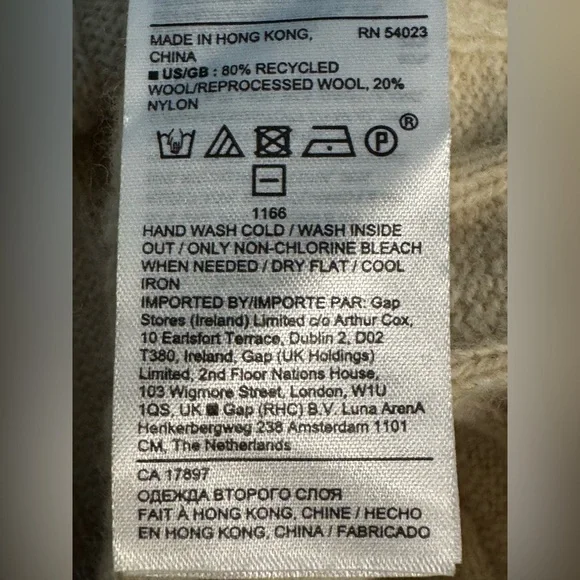 MADE IN HONG KONG, RN 54023
CHINA
■ US/GB : 80% RECYCLED
WOOL/REPROCESSED WOOL, 20%
NYLON
P ®
1166
HAND WASH COLD / WASH INSIDE
OUT / ONLY NON-CHLORINE BLEACH
WHEN NEEDED / DRY FLAT / COOL
IRON
IMPORTED BY/IMPORTE PAR: Gap
Stores (Ireland) Limited c/o Arthur Cox,
10 Earlsfort Terrace, Dublin 2, D02
T380, Ireland, Gap (UK Holdings)
Limited, 2nd Floor Nations House,
103 Wigmore Street, London, W1U
1QS, UK ■ Gap (RHC) B.V. Luna ArenA
Herikerbergweg 238 Amsterdam 1101
CM, The Netherlands
CA 17897
ОДЕЖДА ВТОРОГО СЛОЯ
FAIT À HONG KONG, CHINE / HECHO
EN HONG KONG, CHINA / FABRICADO